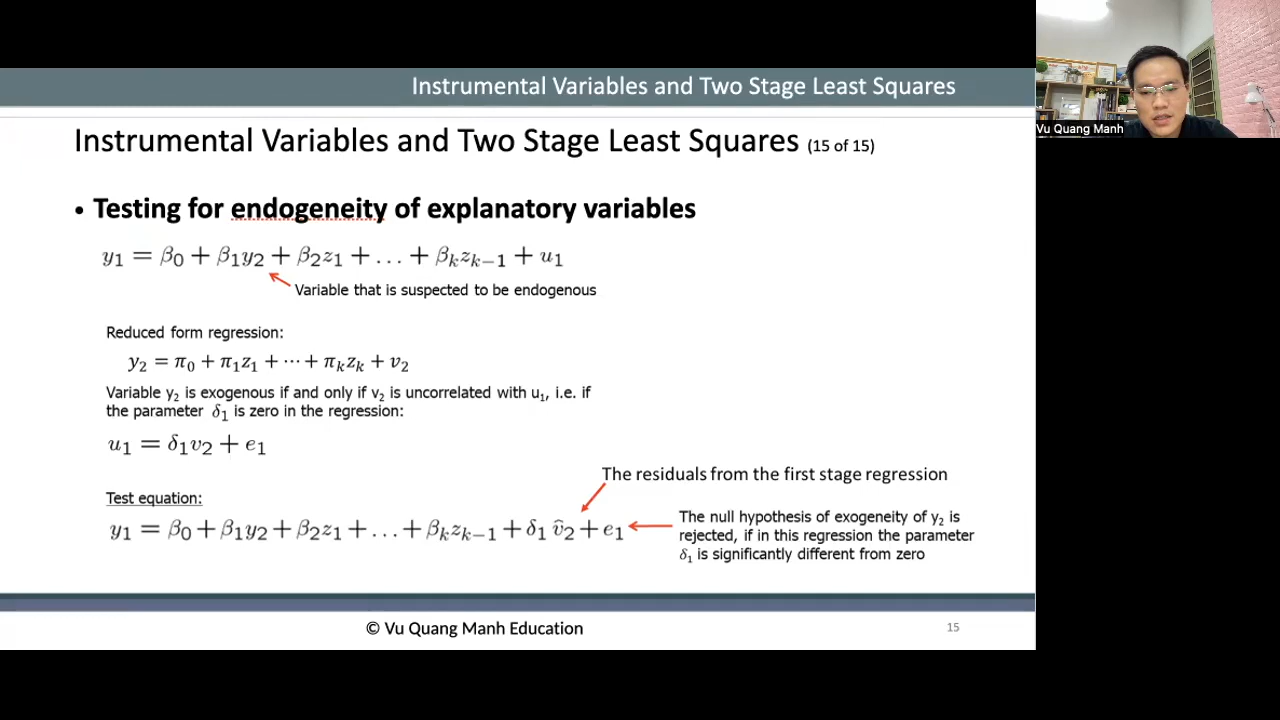 Instrumental Variables and Two Stage Least Squares
Vu Quang Manh
Instrumental Variables and Two Stage Least Squares (15 of 15)
• Testing for endogeneity of explanatory variables
y₁ = β₀ + β₁y₂ + β₂z₁ + ... + βₖzₖ₋₁ + u₁
Variable that is suspected to be endogenous
Reduced form regression:
y₂ = π₀ + π₁z₁ + ⋯ + πₖzₖ + v₂
Variable y₂ is exogenous if and only if v₂ is uncorrelated with u₁, i.e. if
the parameter δ₁ is zero in the regression:
u₁ = δ₁v₂ + e₁
The residuals from the first stage regression
Test equation:
y₁ = β₀ + β₁y₂ + β₂z₁ + ... + βₖzₖ₋₁ + δ₁ v̂₂ + e₁
The null hypothesis of exogeneity of y₂ is
rejected, if in this regression the parameter
δ₁ is significantly different from zero
© Vu Quang Manh Education
15